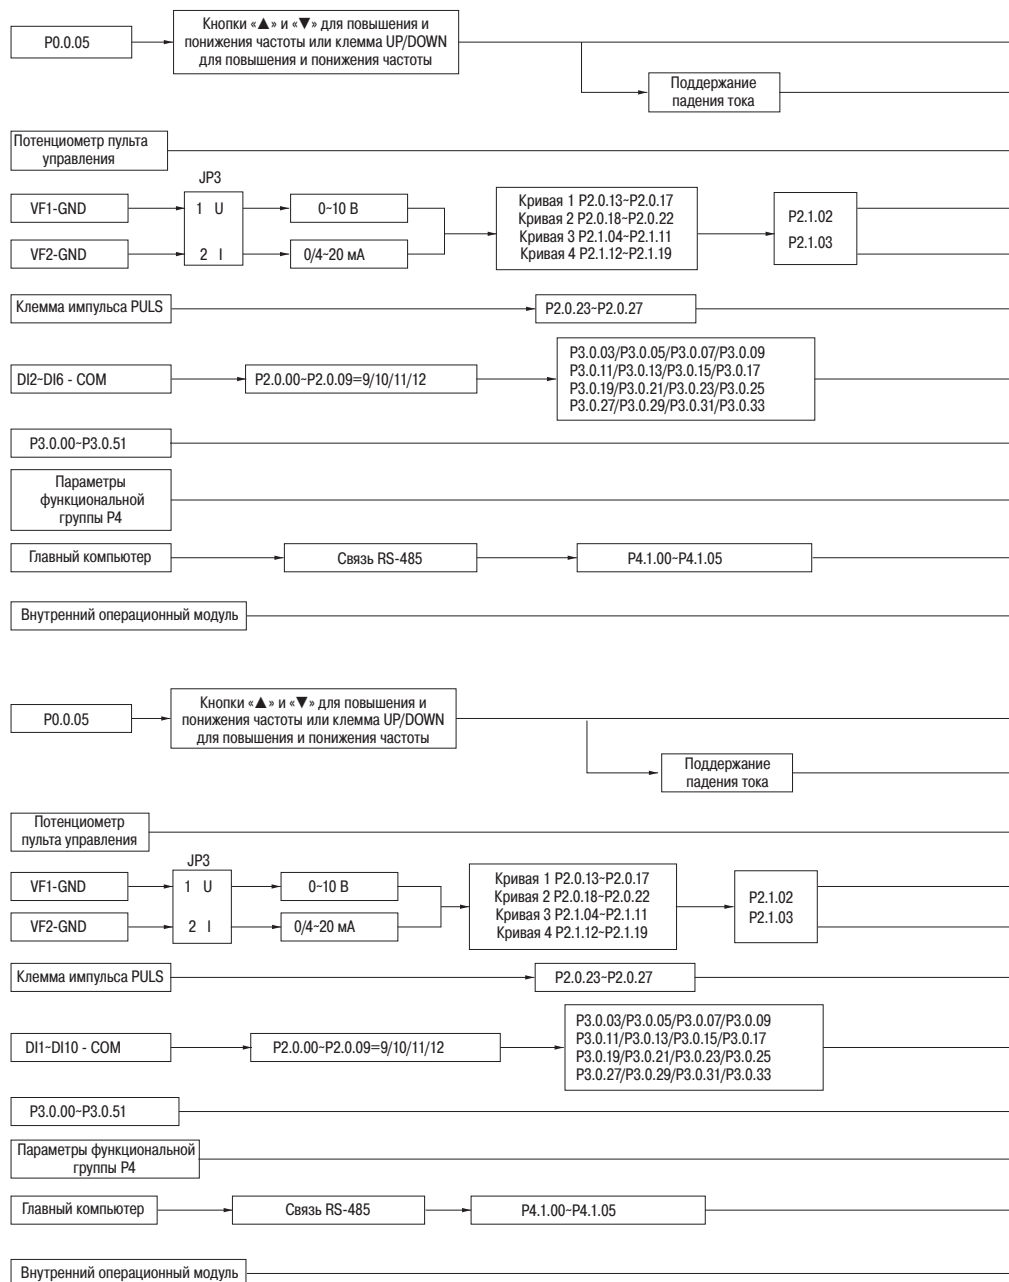 P0.0.05
Кнопки «▲» и «▼» для повышения и
понижения частоты или клемма UP/DOWN
для повышения и понижения частоты
Поддержание
падения тока
Потенциометр пульта
управления
JP3
VF1-GND
1 U
0~10 В
VF2-GND
2 I
0/4~20 мА
Кривая 1 P2.0.13~P2.0.17
Кривая 2 P2.0.18~P2.0.22
Кривая 3 P2.1.04~P2.1.11
Кривая 4 P2.1.12~P2.1.19
P2.1.02
P2.1.03
Клемма импульса PULS
P2.0.23~P2.0.27
DI2~DI6 - COM
P2.0.00~P2.0.09=9/10/11/12
P3.0.03/P3.0.05/P3.0.07/P3.0.09
P3.0.11/P3.0.13/P3.0.15/P3.0.17
P3.0.19/P3.0.21/P3.0.23/P3.0.25
P3.0.27/P3.0.29/P3.0.31/P3.0.33
P3.0.00~P3.0.51
Параметры
функциональной
группы P4
Главный компьютер
Связь RS-485
P4.1.00~P4.1.05
Внутренний операционный модуль
P0.0.05
Кнопки «▲» и «▼» для повышения и
понижения частоты или клемма UP/DOWN
для повышения и понижения частоты
Поддержание
падения тока
Потенциометр
пульта управления
JP3
VF1-GND
1 U
0~10 В
VF2-GND
2 I
0/4~20 мА
Кривая 1 P2.0.13~P2.0.17
Кривая 2 P2.0.18~P2.0.22
Кривая 3 P2.1.04~P2.1.11
Кривая 4 P2.1.12~P2.1.19
P2.1.02
P2.1.03
Клемма импульса PULS
P2.0.23~P2.0.27
DI1~DI10 - COM
P2.0.00~P2.0.09=9/10/11/12
P3.0.03/P3.0.05/P3.0.07/P3.0.09
P3.0.11/P3.0.13/P3.0.15/P3.0.17
P3.0.19/P3.0.21/P3.0.23/P3.0.25
P3.0.27/P3.0.29/P3.0.31/P3.0.33
P3.0.00~P3.0.51
Параметры функциональной
группы P4
Главный компьютер
Связь RS-485
P4.1.00~P4.1.05
Внутренний операционный модуль